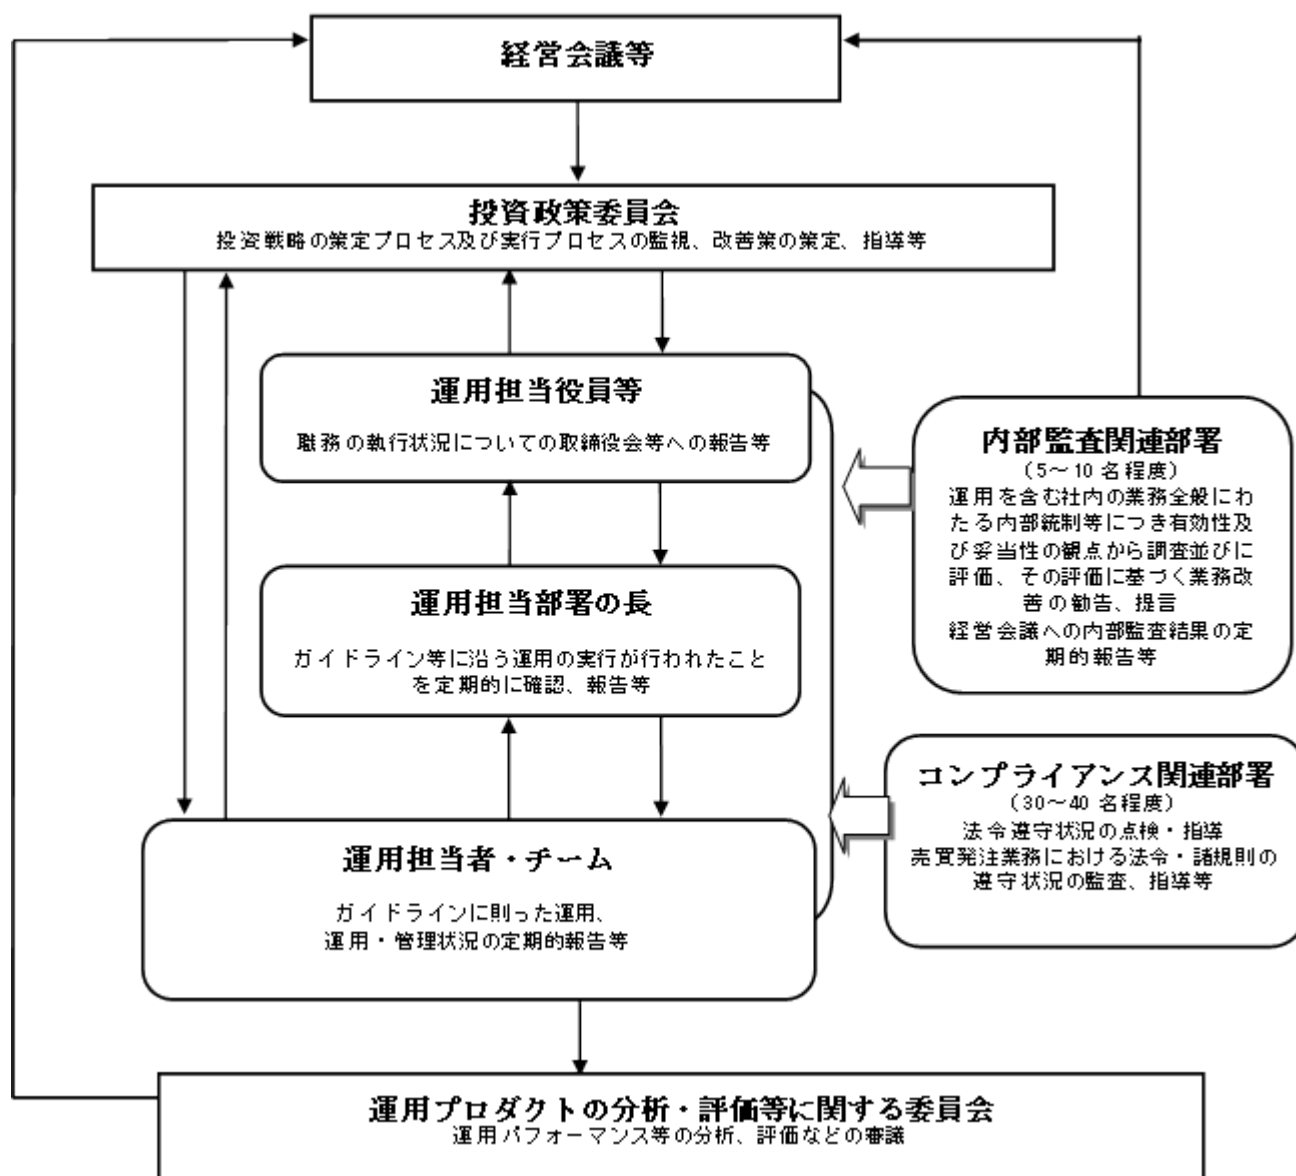 経営会議等
投資政策委員会
投資戦略の策定プロセス及び実行プロセスの監視、改善策の策定、指導等
運用担当役員等
職務の執行状況についての取締役会等への報告等
運用担当部署の長
ガイドライン等に沿う運用の実行が行われたこと
を定期的に確認、報告等
運用担当者・チーム
ガイドラインに則った運用、
運用・管理状況の定期的報告等
内部監査関連部署
（5～10 名程度）
運用を含む社内の業務全般にわ
たる内部統制等につき有効性及
び妥当性の観点から調査並びに
評価、その評価に基づく業務改
善の勧告、提言
経営会議への内部監査結果の定
期的報告等
コンプライアンス関連部署
（30～40 名程度）
法令遵守状況の点検・指導
売買発注業務における法令・諸規則の
遵守状況の監査、指導等
運用プロダクトの分析・評価等に関する委員会
運用パフォーマンス等の分析、評価などの審議